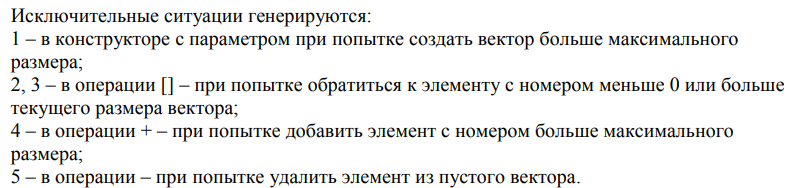 Исключительные ситуации генерируются:
1 – в конструкторе с параметром при попытке создать вектор больше максимального
размера;
2, 3 – в операции [] – при попытке обратиться к элементу с номером меньше 0 или больше
текущего размера вектора;
4 – в операции + – при попытке добавить элемент с номером больше максимального
размера;
5 – в операции – при попытке удалить элемент из пустого вектора.